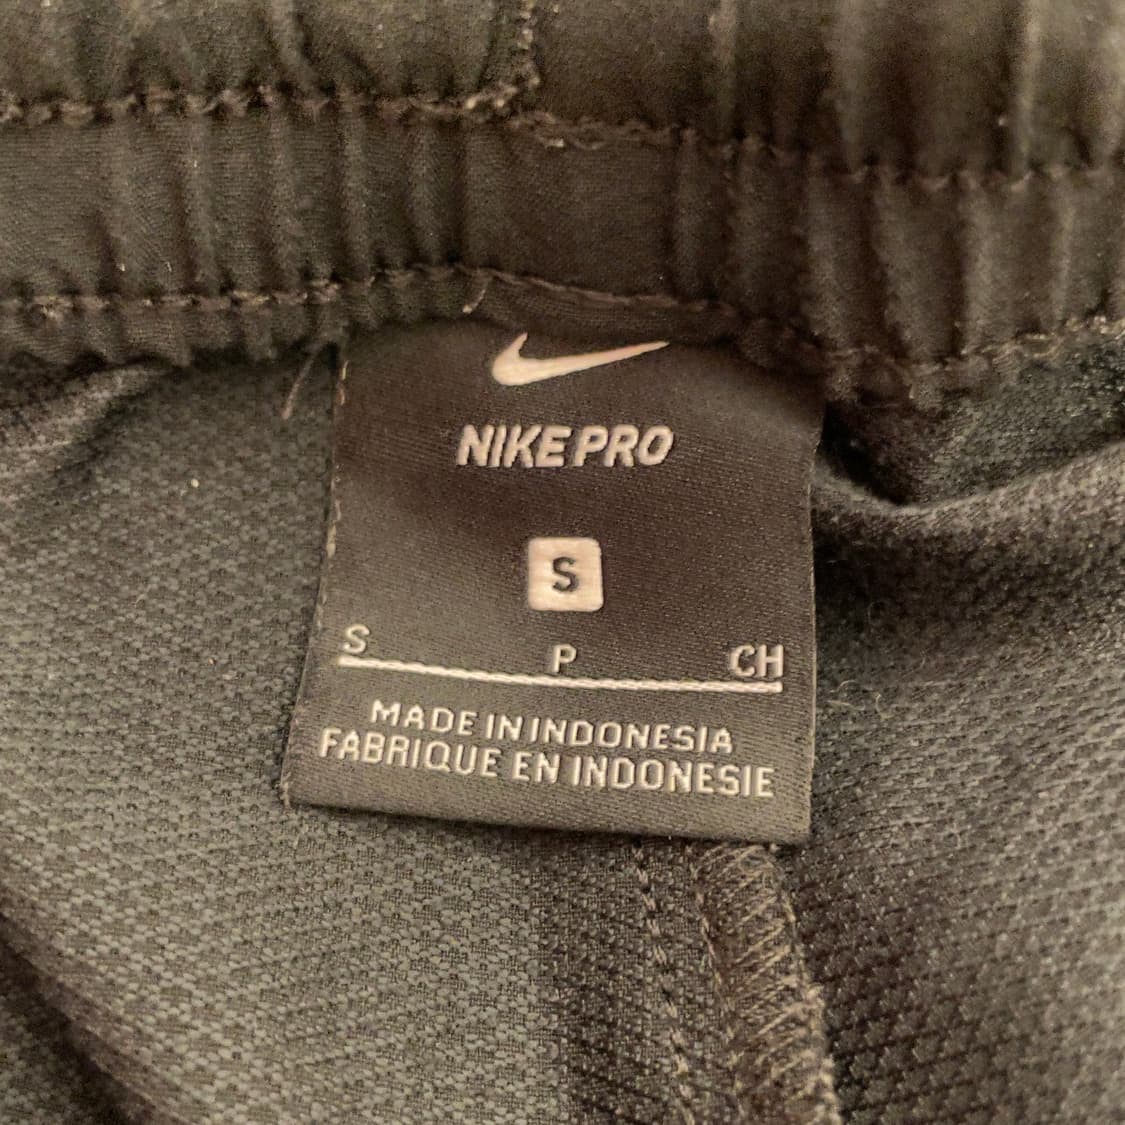 NIKE PRO
S
S P CH
MADE IN INDONESIA
FABRIQUE EN INDONESIE